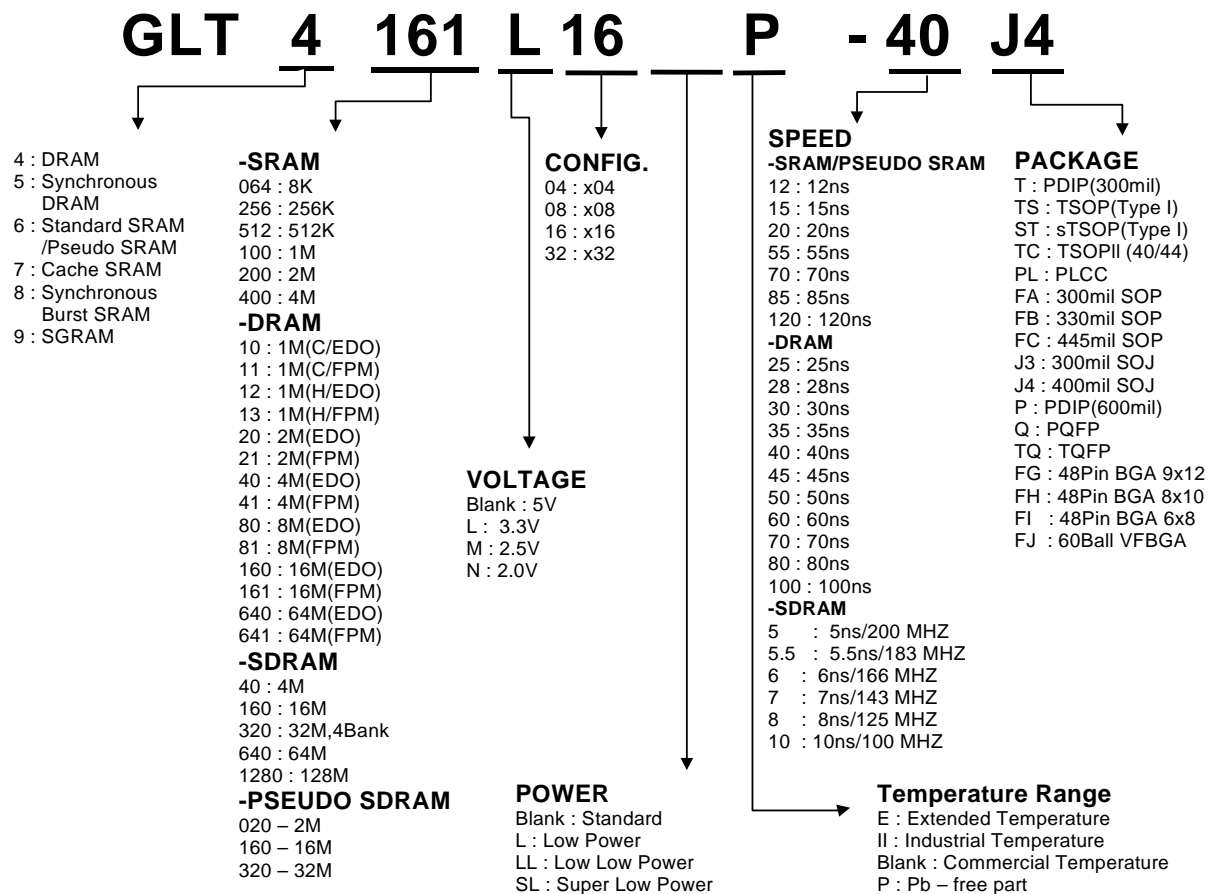 GLT 4 161 L 16 P - 40 J4
4 : DRAM
5 : Synchronous
DRAM
6 : Standard SRAM
/Pseudo SRAM
7 : Cache SRAM
8 : Synchronous
Burst SRAM
9 : SGRAM
-SRAM
064 : 8K
256 : 256K
512 : 512K
100 : 1M
200 : 2M
400 : 4M
-DRAM
10 : 1M(C/EDO)
11 : 1M(C/FPM)
12 : 1M(H/EDO)
13 : 1M(H/FPM)
20 : 2M(EDO)
21 : 2M(FPM)
40 : 4M(EDO)
41 : 4M(FPM)
80 : 8M(EDO)
81 : 8M(FPM)
160 : 16M(EDO)
161 : 16M(FPM)
640 : 64M(EDO)
641 : 64M(FPM)
-SDRAM
40 : 4M
160 : 16M
320 : 32M,4Bank
640 : 64M
1280 : 128M
-PSEUDO SDRAM
020 – 2M
160 – 16M
320 – 32M
VOLTAGE
Blank : 5V
L : 3.3V
M : 2.5V
N : 2.0V
CONFIG.
04 : x04
08 : x08
16 : x16
32 : x32
POWER
Blank : Standard
L : Low Power
LL : Low Low Power
SL : Super Low Power
SPEED
-SRAM/PSEUDO SRAM
12 : 12ns
15 : 15ns
20 : 20ns
55 : 55ns
70 : 70ns
85 : 85ns
120 : 120ns
-DRAM
25 : 25ns
28 : 28ns
30 : 30ns
35 : 35ns
40 : 40ns
45 : 45ns
50 : 50ns
60 : 60ns
70 : 70ns
80 : 80ns
100 : 100ns
-SDRAM
5 : 5ns/200 MHZ
5.5 : 5.5ns/183 MHZ
6 : 6ns/166 MHZ
7 : 7ns/143 MHZ
8 : 8ns/125 MHZ
10 : 10ns/100 MHZ
PACKAGE
T : PDIP(300mil)
TS : TSOP(Type I)
ST : sTSOP(Type I)
TC : TSOPll (40/44)
PL : PLCC
FA : 300mil SOP
FB : 330mil SOP
FC : 445mil SOP
J3 : 300mil SOJ
J4 : 400mil SOJ
P : PDIP(600mil)
Q : PQFP
TQ : TQFP
FG : 48Pin BGA 9x12
FH : 48Pin BGA 8x10
FI : 48Pin BGA 6x8
FJ : 60Ball VFBGA
Temperature Range
E : Extended Temperature
II : Industrial Temperature
Blank : Commercial Temperature
P : Pb – free part